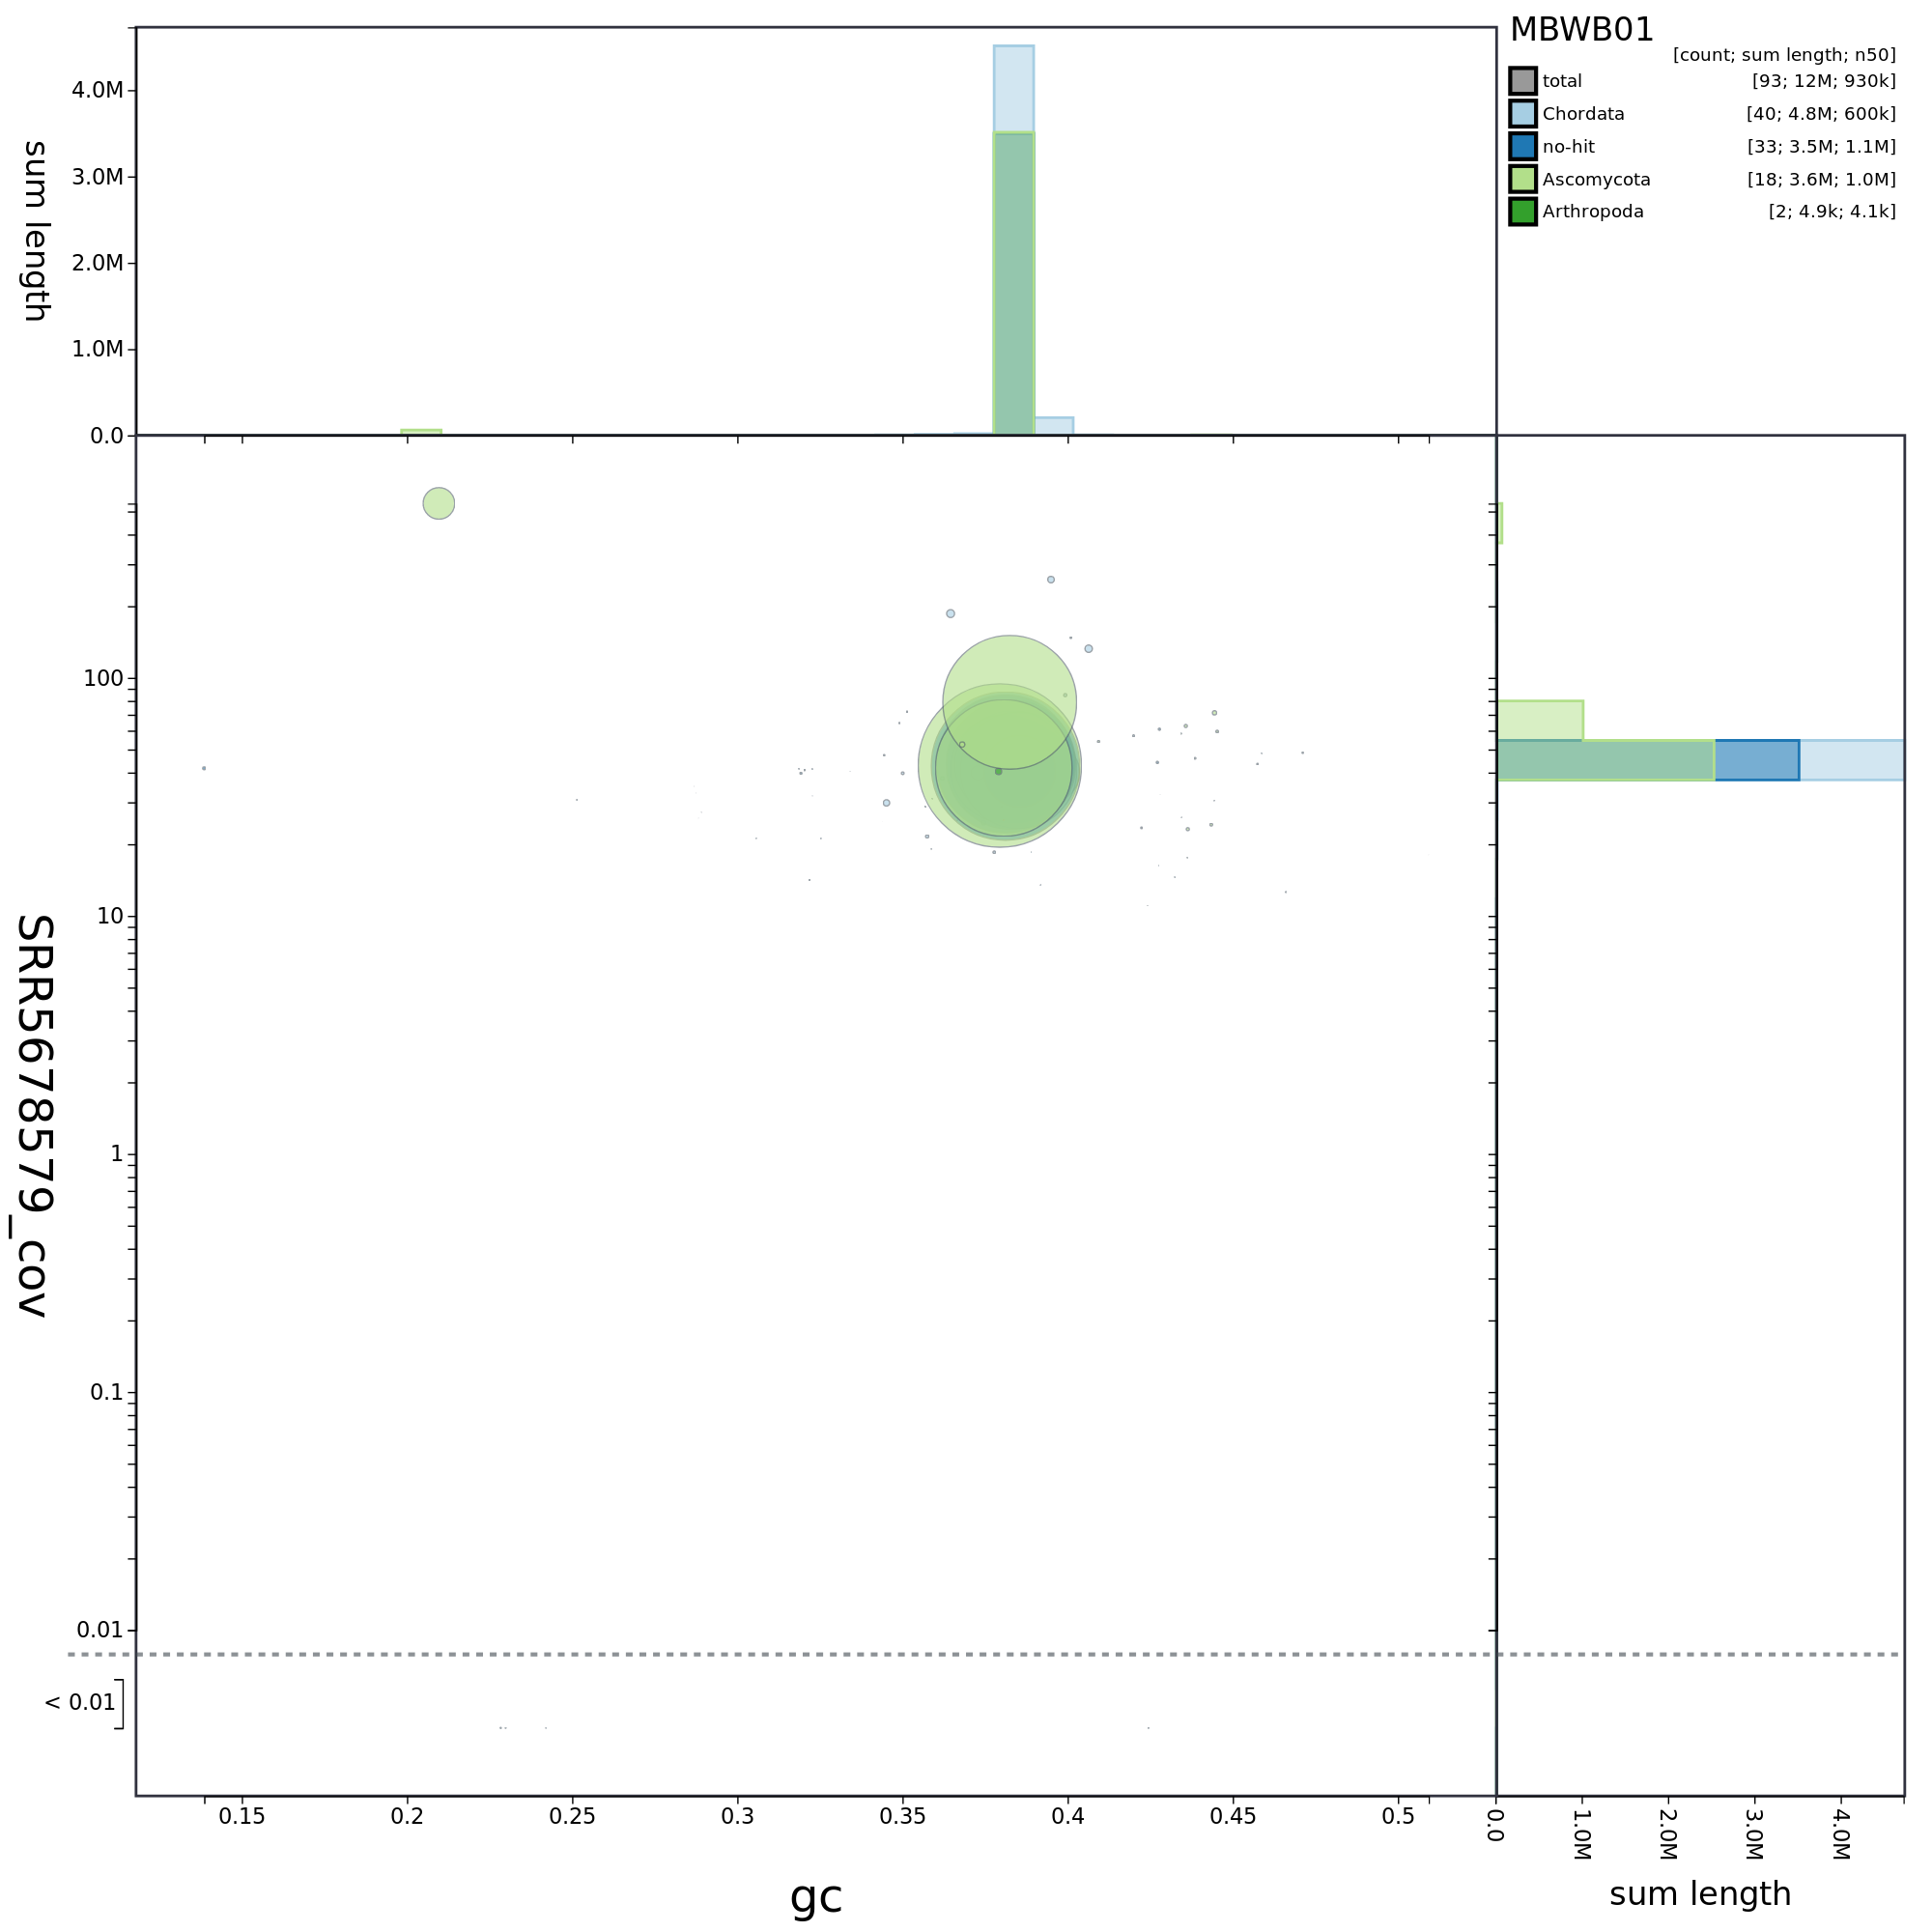 MBWB01
[count; sum length; n50]
total [93; 12M; 930k]
Chordata [40; 4.8M; 600k]
no-hit [33; 3.5M; 1.1M]
Ascomycota [18; 3.6M; 1.0M]
Arthropoda [2; 4.9k; 4.1k]
sum length
4.0M
3.0M
2.0M
1.0M
0.0
SRR5678579_cov
100
10
1
0.1
0.01
< 0.01
0.15 0.2 0.25 0.3 0.35 0.4 0.45 0.5
gc
0.0 1.0M 2.0M 3.0M 4.0M
sum length